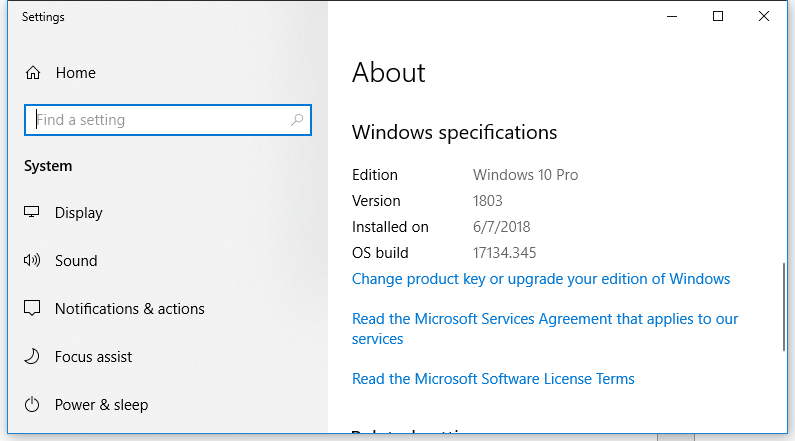 Settings
Home
Find a setting
System
Display
Sound
Notifications & actions
Focus assist
Power & sleep
About
Windows specifications
Edition Windows 10 Pro
Version 1803
Installed on 6/7/2018
OS build 17134.345
Change product key or upgrade your edition of Windows
Read the Microsoft Services Agreement that applies to our
services
Read the Microsoft Software License Terms